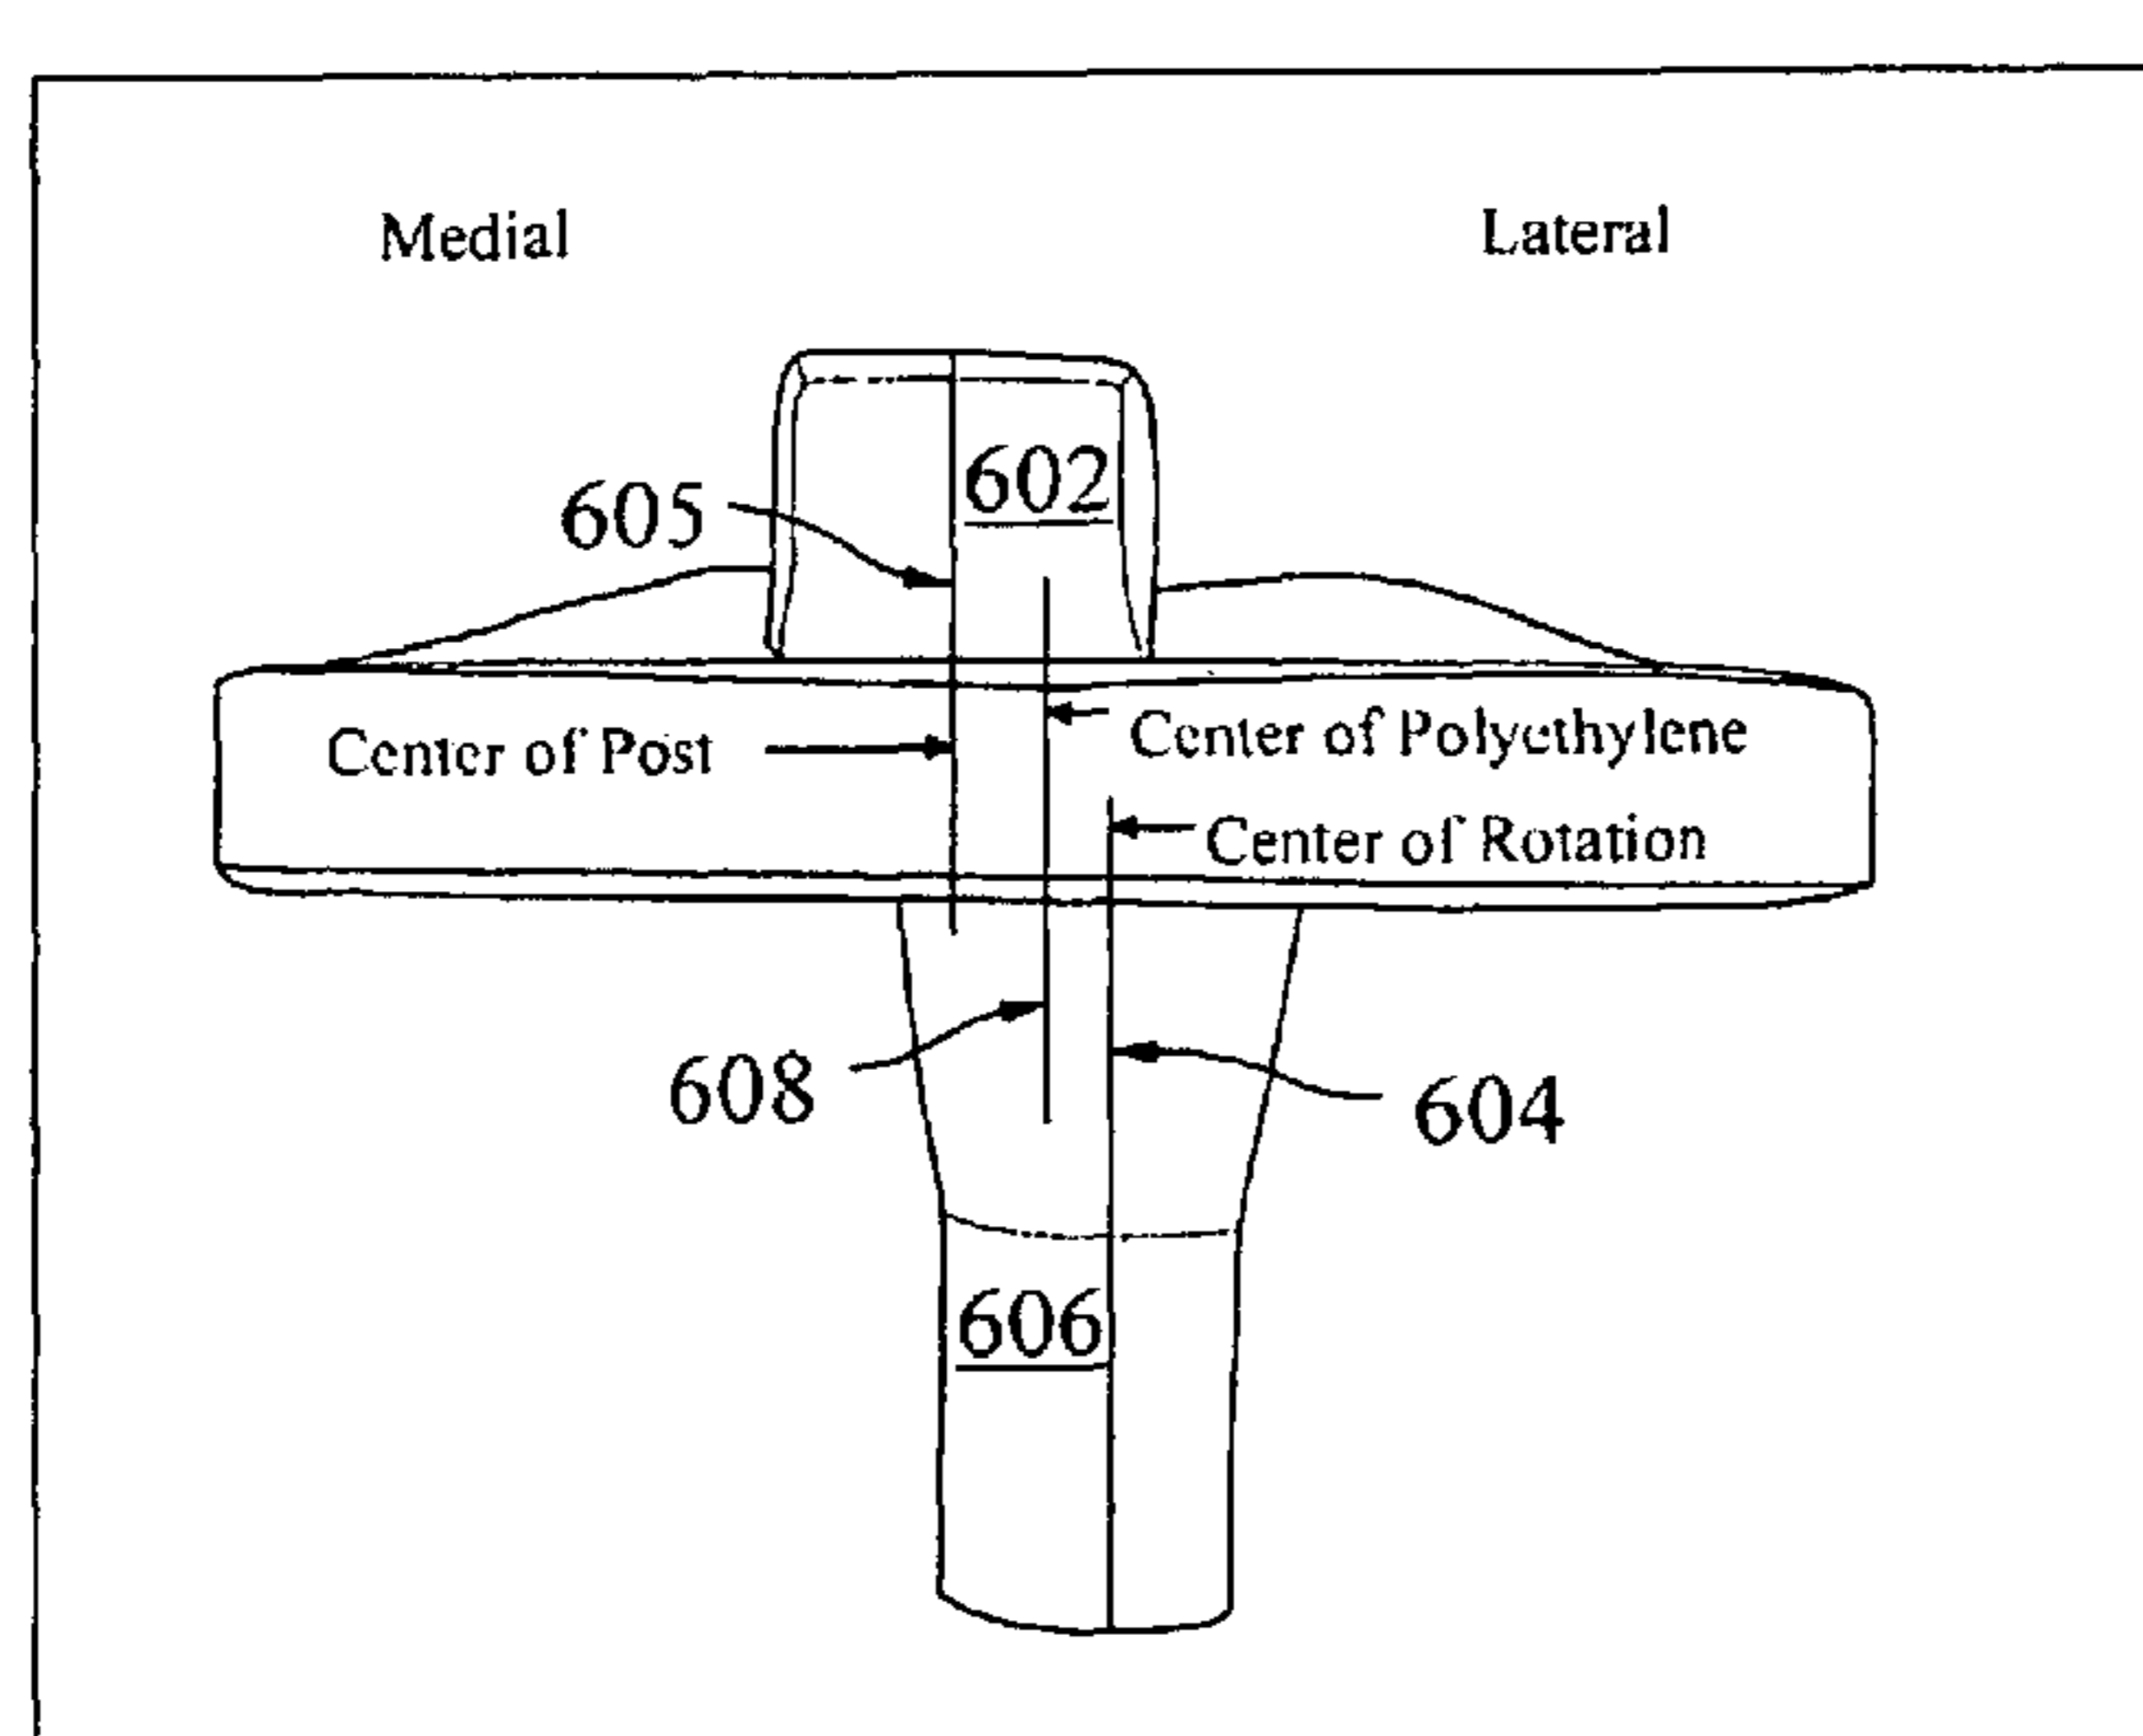 Medial
Lateral
602
605
Center of Post
Center of Polyethylene
Center of Rotation
608
604
606